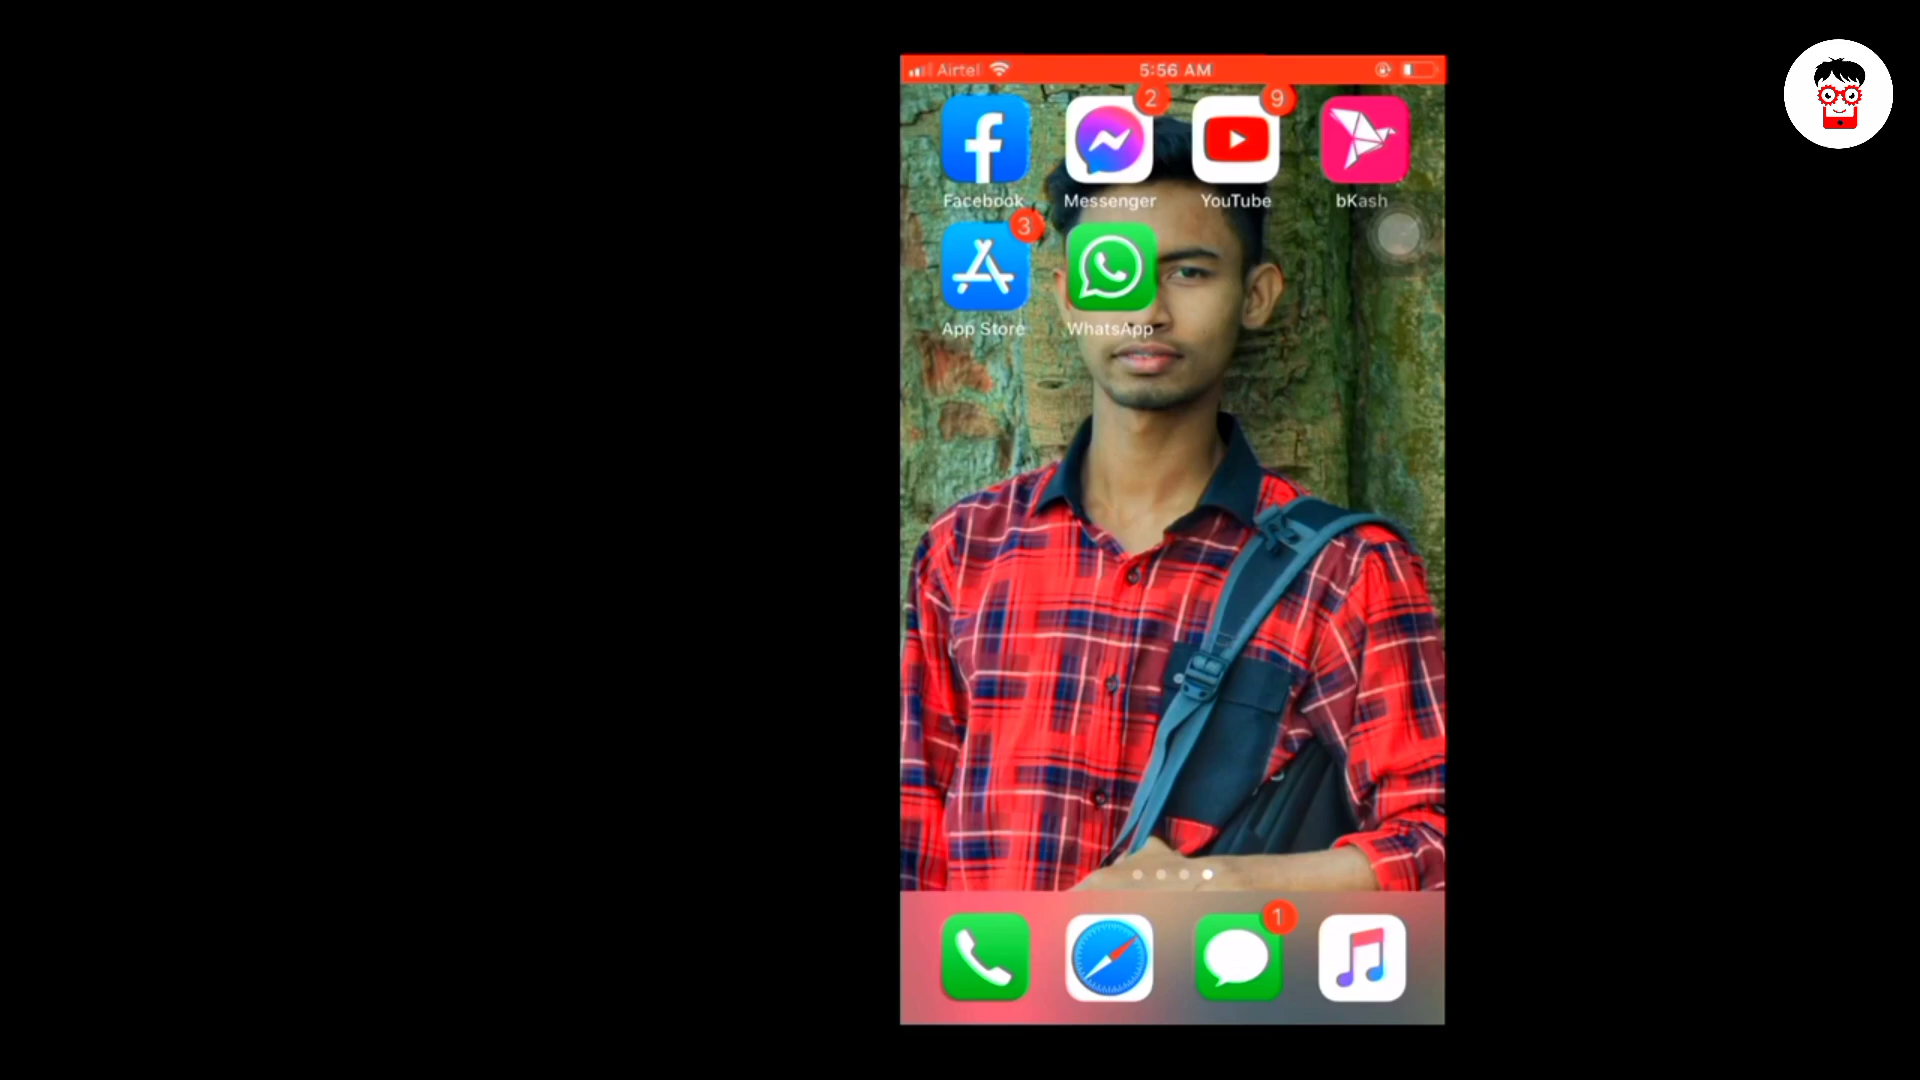 Airtel 5:56 AM
2 9
Facebook Messenger YouTube bKash
3
App Store WhatsApp
1